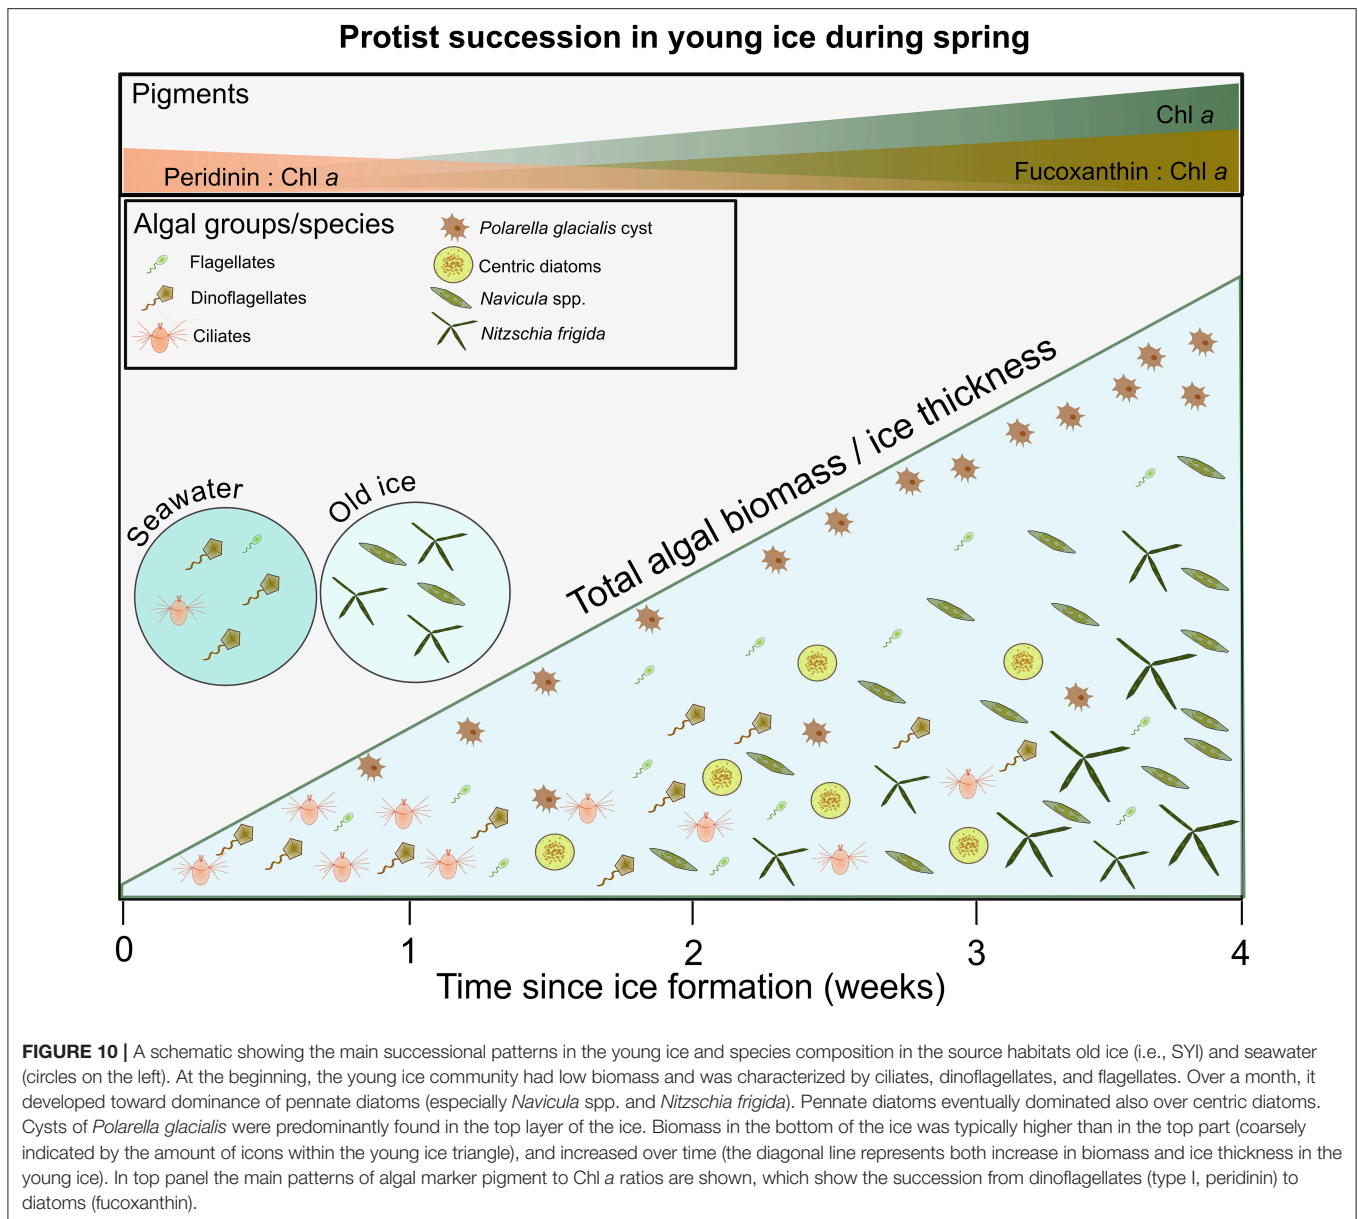 Protist succession in young ice during spring
Pigments
Chl a
Peridinin : Chl a
Fucoxanthin : Chl a
Algal groups/species
Flagellates
Dinoflagellates
Ciliates
Polarella glacialis cyst
Centric diatoms
Navicula spp.
Nitzschia frigida
Seawater
Old ice
Total algal biomass / ice thickness
0
1
2
3
4
Time since ice formation (weeks)
FIGURE 10 | A schematic showing the main successional patterns in the young ice and species composition in the source habitats old ice (i.e., SYI) and seawater
(circles on the left). At the beginning, the young ice community had low biomass and was characterized by ciliates, dinoflagellates, and flagellates. Over a month, it
developed toward dominance of pennate diatoms (especially Navicula spp. and Nitzschia frigida). Pennate diatoms eventually dominated also over centric diatoms.
Cysts of Polarella glacialis were predominantly found in the top layer of the ice. Biomass in the bottom of the ice was typically higher than in the top part (coarsely
indicated by the amount of icons within the young ice triangle), and increased over time (the diagonal line represents both increase in biomass and ice thickness in the
young ice). In top panel the main patterns of algal marker pigment to Chl a ratios are shown, which show the succession from dinoflagellates (type I, peridinin) to
diatoms (fucoxanthin).